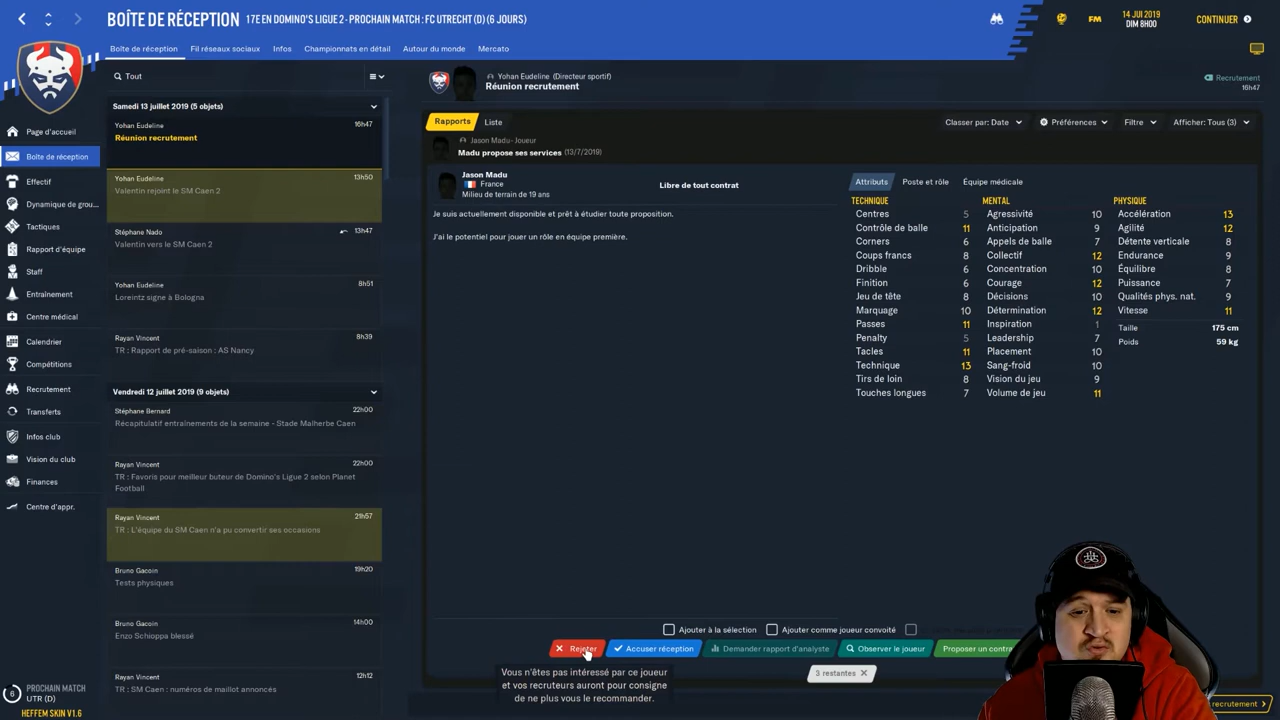 BOÎTE DE RÉCEPTION
17E EN DOMINO'S LIGUE 2 - PROCHAIN MATCH : FC UTRECHT (D) (6 JOURS)
FM
14 JUI 2019
DIM 8H00
CONTINUER
Boîte de réception
Fil réseaux sociaux
Infos
Championnats en détail
Autour du monde
Mercato
Page d'accueil
Boîte de réception
Effectif
Dynamique de grou...
Tactiques
Rapport d'équipe
Staff
Entraînement
Centre médical
Calendrier
Compétitions
Recrutement
Transferts
Infos club
Vision du club
Finances
Centre d'appr.
6
PROCHAIN MATCH
UTR (D)
HEFFEM SKIN V1.6
Tout
Samedi 13 juillet 2019 (5 objets)
Yohan Eudeline 16h47
Réunion recrutement
Yohan Eudeline 13h50
Valentin rejoint le SM Caen 2
Stéphane Nado 13h47
Valentin vers le SM Caen 2
Yohan Eudeline 8h51
Loreintz signe à Bologna
Rayan Vincent 8h39
TR : Rapport de pré-saison : AS Nancy
Vendredi 12 juillet 2019 (9 objets)
Stéphane Bernard 22h00
Récapitulatif entraînements de la semaine - Stade Malherbe Caen
Rayan Vincent 22h00
TR : Favoris pour meilleur buteur de Domino's Ligue 2 selon Planet
Football
Rayan Vincent 21h57
TR : L'équipe du SM Caen n'a pu convertir ses occasions
Bruno Gacoin 19h20
Tests physiques
Bruno Gacoin 14h00
Enzo Schioppa blessé
Rayan Vincent 12h12
TR : SM Caen : numéros de maillot annoncés
Yohan Eudeline (Directeur sportif)
Réunion recrutement
Recrutement
16h47
Rapports
Liste
Classer par: Date
Préférences
Filtre
Afficher: Tous (3)
Jason Madu- Joueur
Madu propose ses services (13/7/2019)
Jason Madu
France
Milieu de terrain de 19 ans
Libre de tout contrat
Je suis actuellement disponible et prêt à étudier toute proposition.
J'ai le potentiel pour jouer un rôle en équipe première.
Attributs
Poste et rôle
Équipe médicale
TECHNIQUE MENTAL PHYSIQUE
Centres 5 Agressivité 10 Accélération 13
Contrôle de balle 11 Anticipation 9 Agilité 12
Corners 6 Appels de balle 7 Détente verticale 8
Coups francs 8 Collectif 12 Endurance 9
Dribble 6 Concentration 10 Équilibre 8
Finition 6 Courage 12 Puissance 7
Jeu de tête 8 Décisions 10 Qualités phys. nat. 9
Marquage 10 Détermination 12 Vitesse 11
Passes 11 Inspiration 1 Taille 175 cm
Penalty 5 Leadership 7 Poids 59 kg
Tacles 11 Placement 10
Technique 13 Sang-froid 10
Tirs de loin 8 Vision du jeu 9
Touches longues 7 Volume de jeu 11
Ajouter à la sélection
Ajouter comme joueur convoité
Rejeter
Accuser réception
Demander rapport d'analyste
Observer le joueur
Proposer un contra
Vous n'êtes pas intéressé par ce joueur
et vos recruteurs auront pour consigne
de ne plus vous le recommander.
3 restantes
recrutement